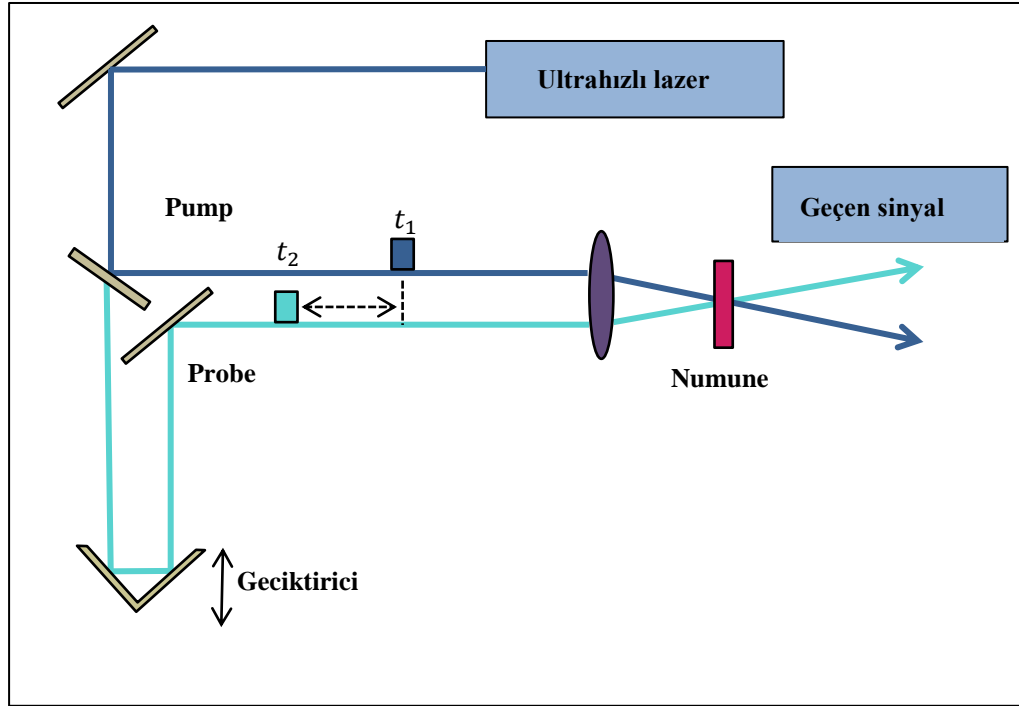 Ultrahızlı lazer
Geçen sinyal
Pump
t₁
t₂
Probe
Numune
Geciktirici